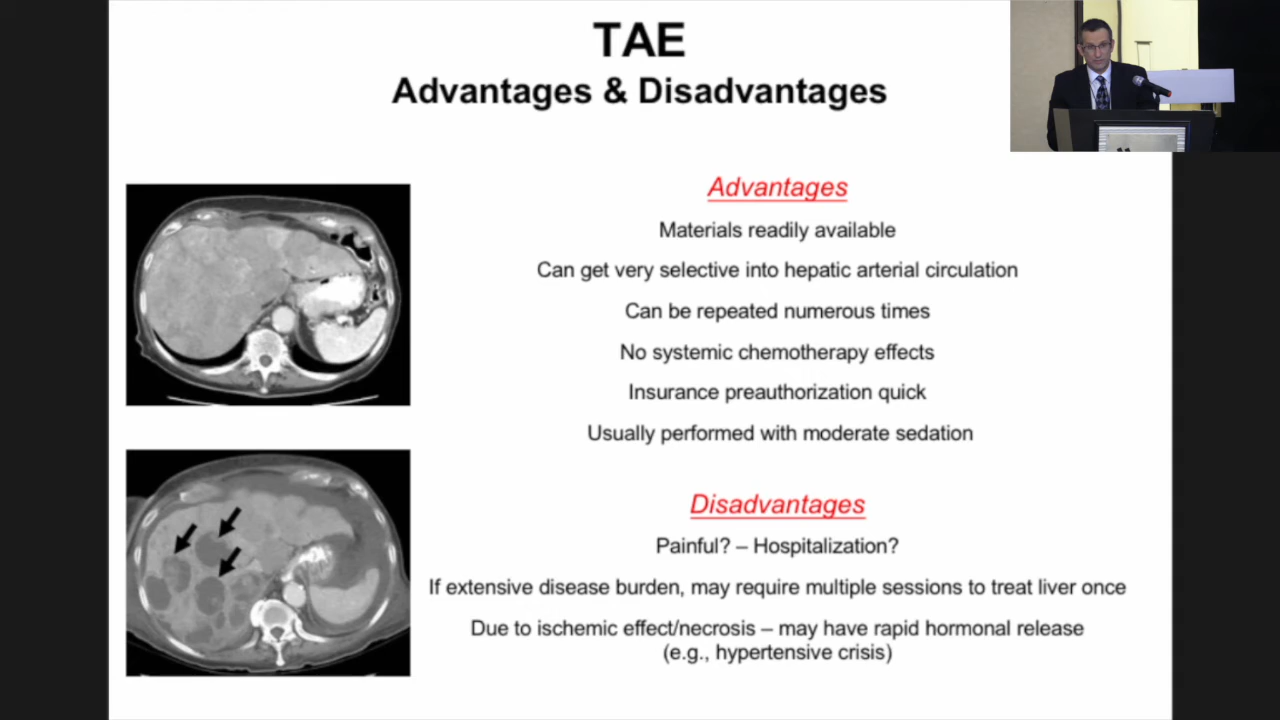 TAE
Advantages & Disadvantages
Advantages
Materials readily available
Can get very selective into hepatic arterial circulation
Can be repeated numerous times
No systemic chemotherapy effects
Insurance preauthorization quick
Usually performed with moderate sedation
Disadvantages
Painful? – Hospitalization?
If extensive disease burden, may require multiple sessions to treat liver once
Due to ischemic effect/necrosis – may have rapid hormonal release
(e.g., hypertensive crisis)